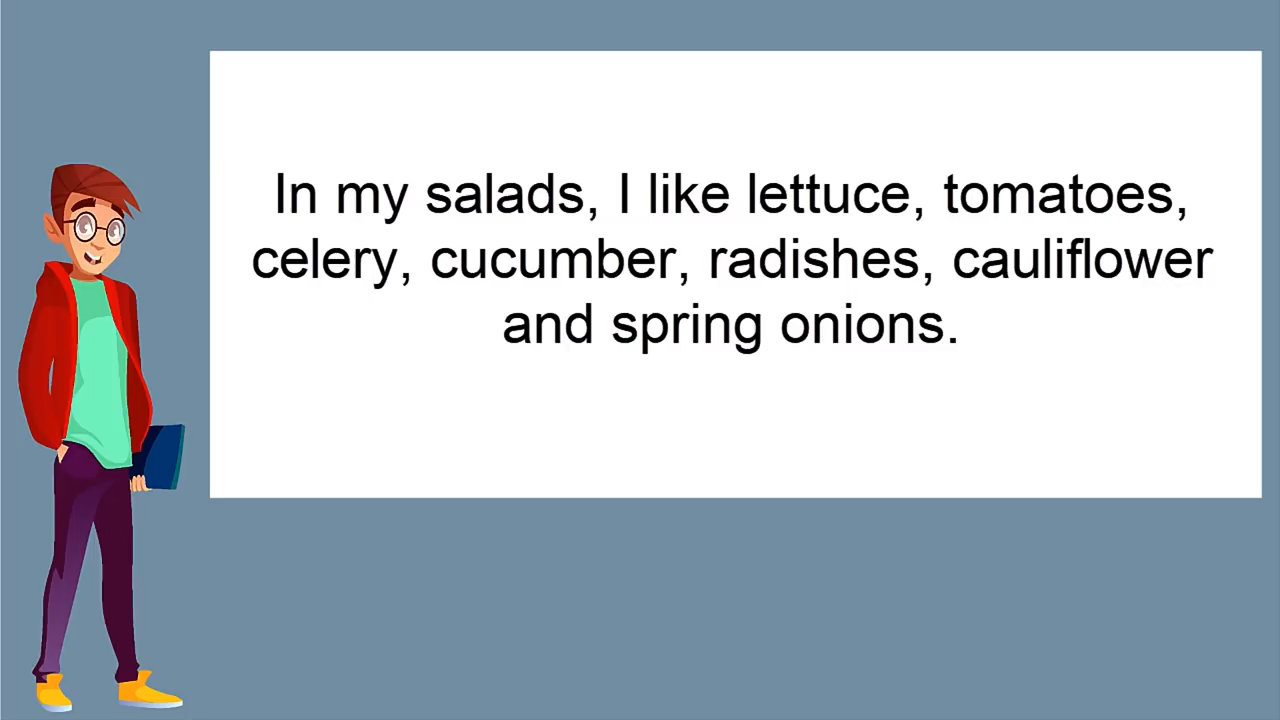 In my salads, I like lettuce, tomatoes,
celery, cucumber, radishes, cauliflower
and spring onions.